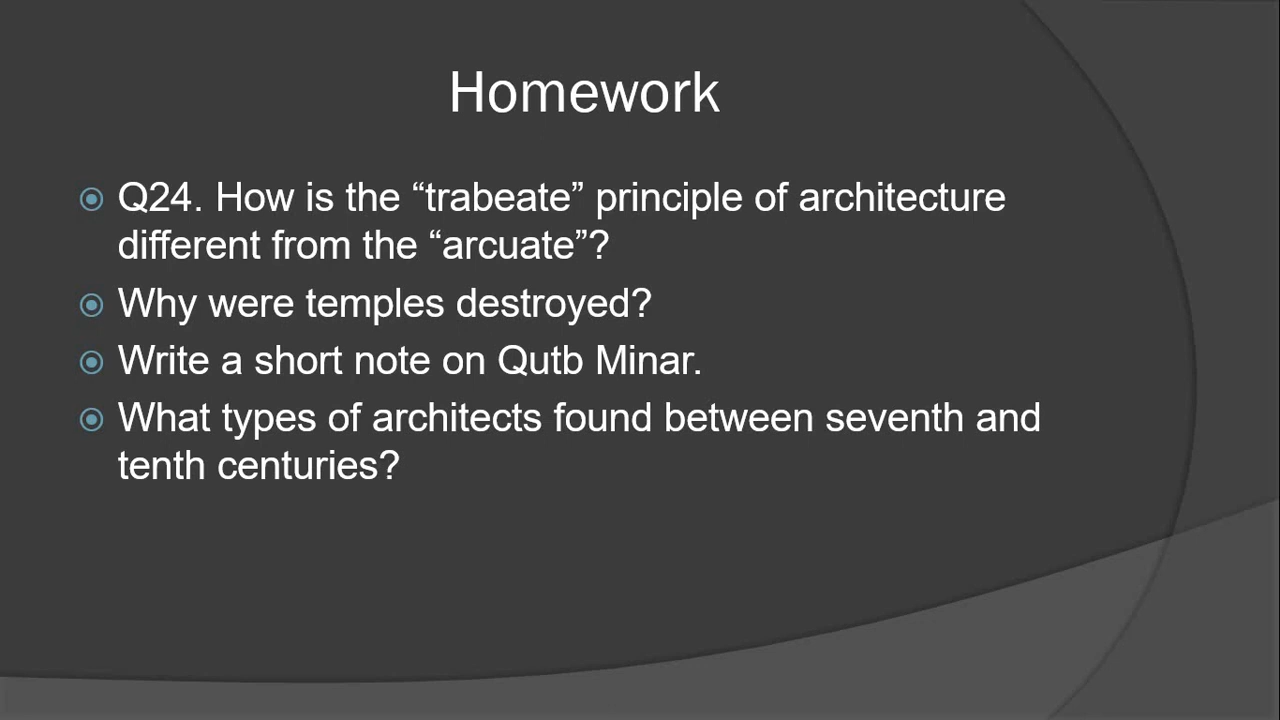 Homework
Q24. How is the “trabeate” principle of architecture
different from the “arcuate”?
Why were temples destroyed?
Write a short note on Qutb Minar.
What types of architects found between seventh and
tenth centuries?